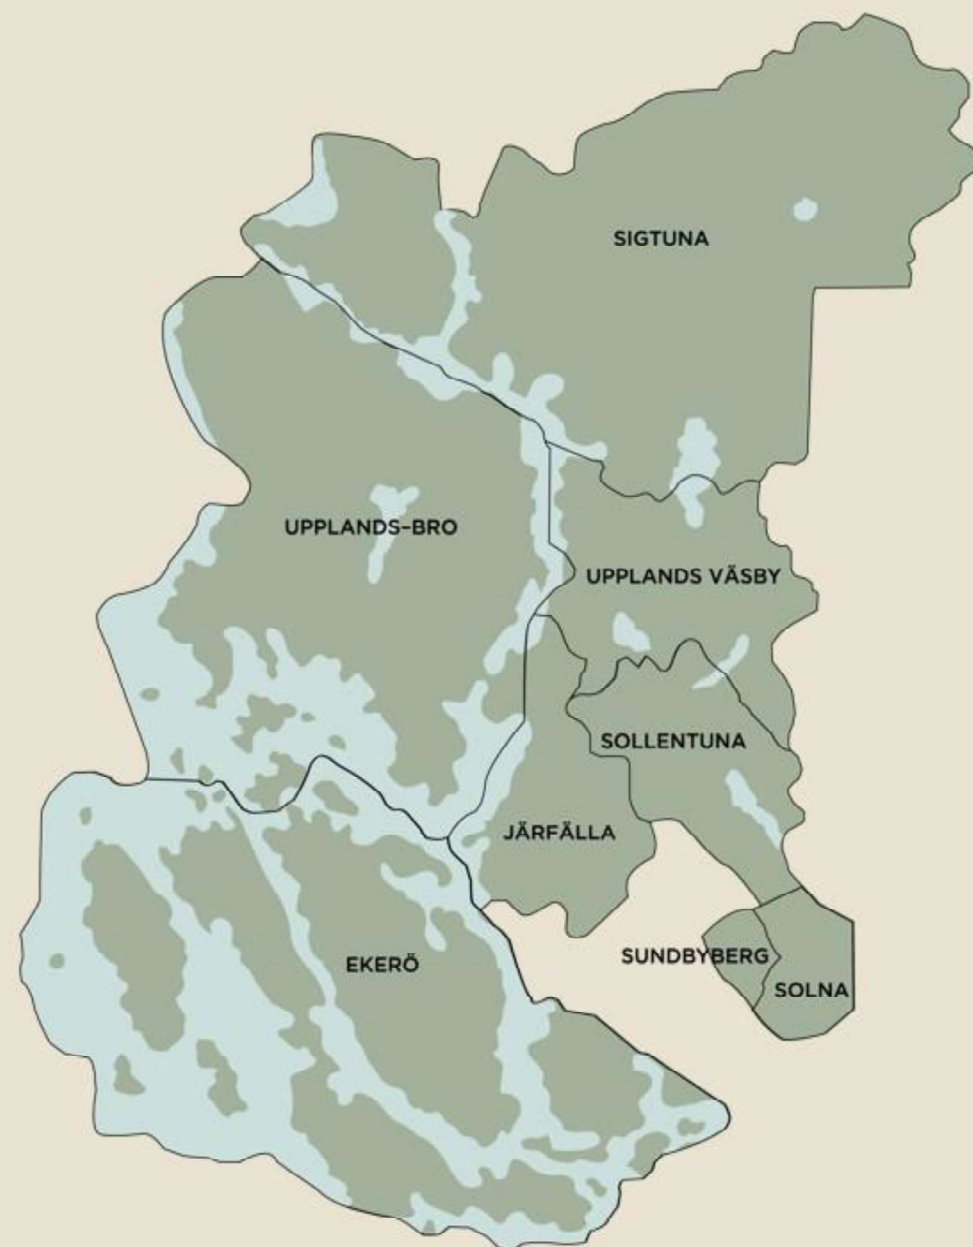 SIGTUNA
UPPLANDS-BRO
UPPLANDS VÄSBY
SOLLENTUNA
JÄRFÄLLA
SUNDBYBERG
EKERÖ
SOLNA